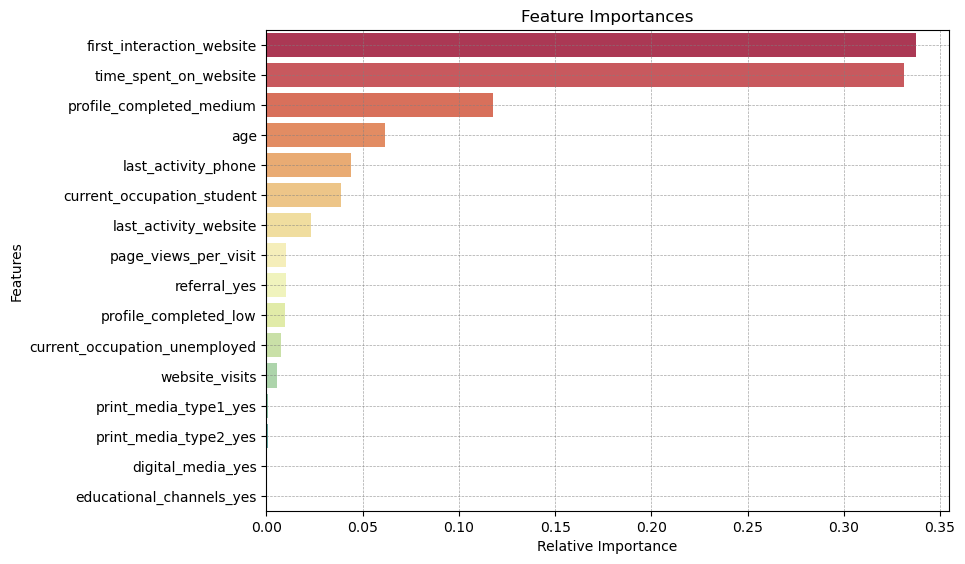 Feature Importances
first_interaction_website
time_spent_on_website
profile_completed_medium
age
last_activity_phone
current_occupation_student
last_activity_website
page_views_per_visit
referral_yes
profile_completed_low
current_occupation_unemployed
website_visits
print_media_type1_yes
print_media_type2_yes
digital_media_yes
educational_channels_yes
Features
0.00 0.05 0.10 0.15 0.20 0.25 0.30 0.35
Relative Importance